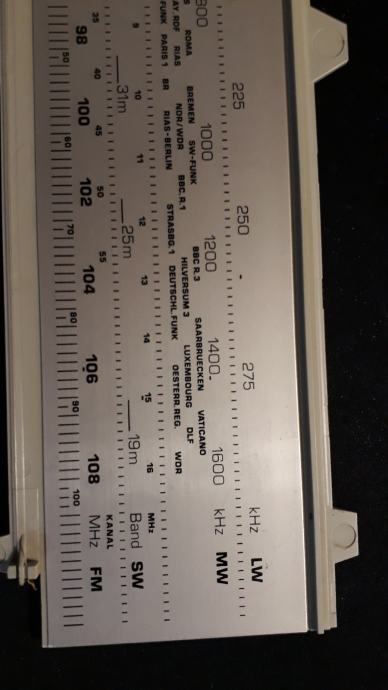 225 250 275 kHz LW
800 1000 1200 1400 1600 kHz MW
ROMA BREMEN SW-FUNK BBC R.3 SAARBRUECKEN VATICANO
RIAS NDR/WDR BBC.R.1 HILVERSUM 3 LUXEMBOURG DLF
AY.RDF BR STRASBG.1 DEUTSCHL.FUNK OESTERR.REG. WDR
FUNK PARIS 1 RIAS-BERLIN
9 10 11 12 13 14 15 16 MHz
31m 25m 19m Band SW
35 40 45 50 55 KANAL
98 100 102 104 106 108 MHz FM
50 60 70 80 90 100